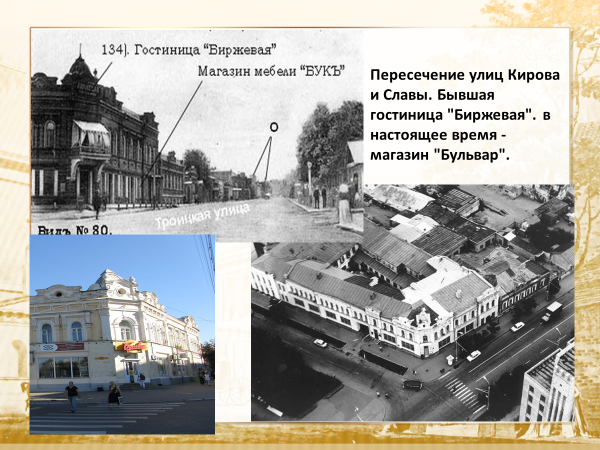 134). Гостиница “Биржевая”
Магазин мебели “БУКЪ”
О
Троицкая улица
Видъ № 30.
Пересечение улиц Кирова
и Славы. Бывшая
гостиница "Биржевая". в
настоящее время -
магазин "Бульвар".